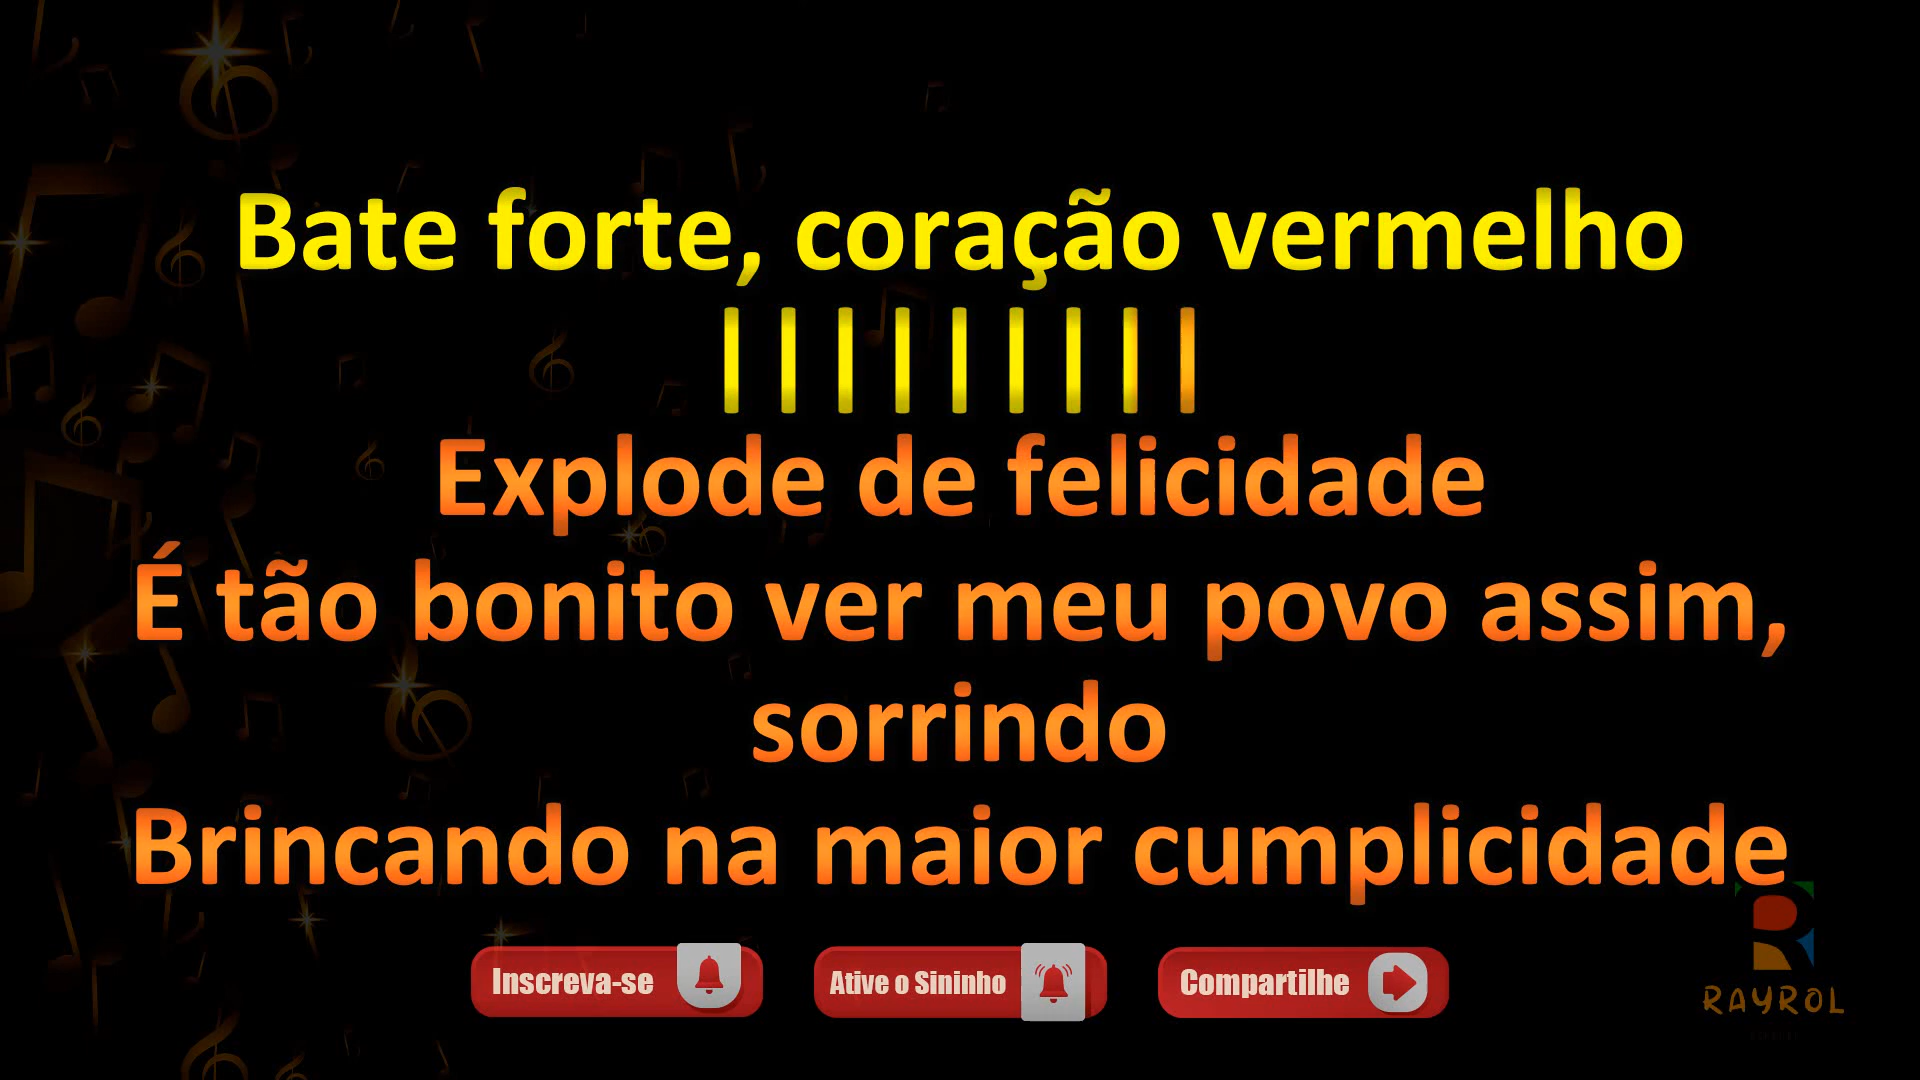 Bate forte, coração vermelho
| | | | | | | | |
Explode de felicidade
É tão bonito ver meu povo assim,
sorrindo
Brincando na maior cumplicidade
Inscreva-se
Ative o Sininho
Compartilhe
RAYROL